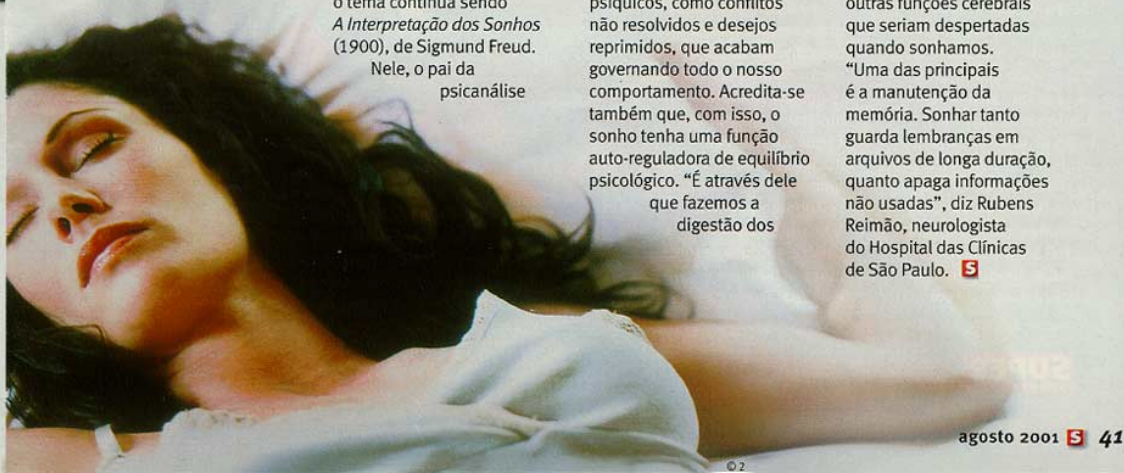 o tema continua sendo
A Interpretação dos Sonhos
(1900), de Sigmund Freud.
Nele, o pai da
psicanálise
psíquicos, como conflitos
não resolvidos e desejos
reprimidos, que acabam
governando todo o nosso
comportamento. Acredita-se
também que, com isso, o
sonho tenha uma função
auto-reguladora de equilíbrio
psicológico. “É através dele
que fazemos a
digestão dos
outras funções cerebrais
que seriam despertadas
quando sonhamos.
“Uma das principais
é a manutenção da
memória. Sonhar tanto
guarda lembranças em
arquivos de longa duração,
quanto apaga informações
não usadas”, diz Rubens
Reimão, neurologista
do Hospital das Clínicas
de São Paulo. S
agosto 2001 S 41
© 2